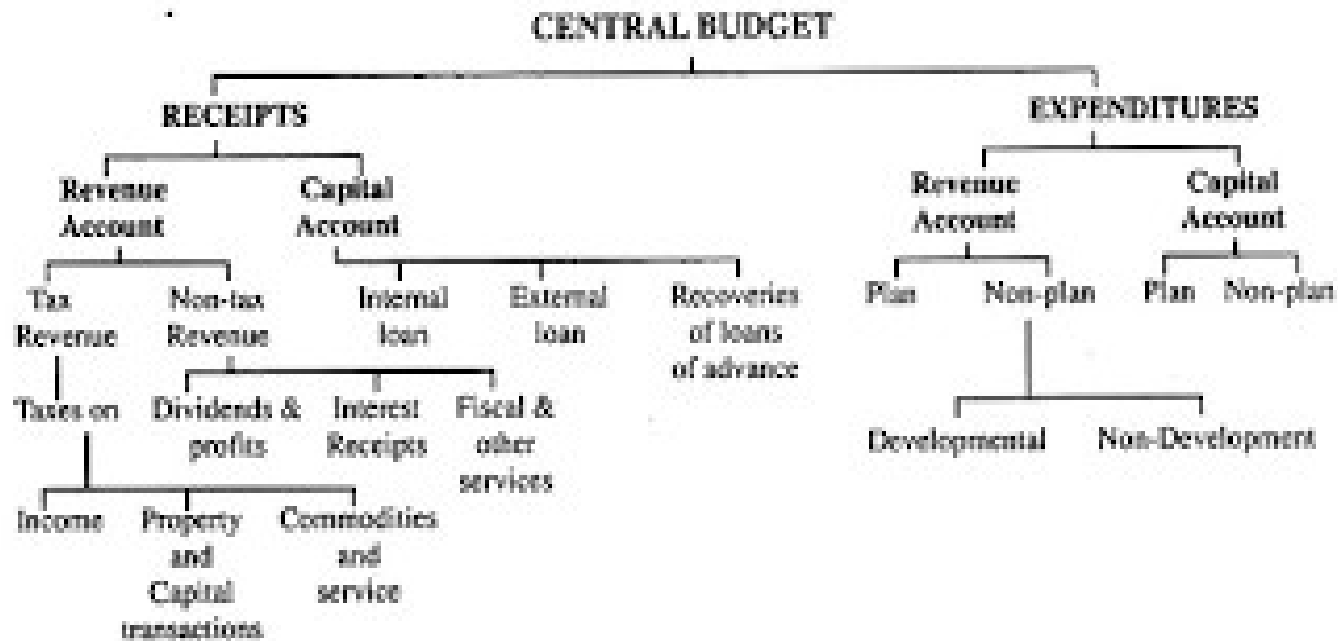 CENTRAL BUDGET
RECEIPTS
EXPENDITURES
Revenue
Account
Capital
Account
Revenue
Account
Capital
Account
Tax
Revenue
Non-tax
Revenue
Internal
loan
External
loan
Recoveries
of loans
of advance
Plan
Non-plan
Plan
Non-plan
Taxes on
Dividends &
profits
Interest
Receipts
Fiscal &
other
services
Developmental
Non-Development
Income
Property
and
Capital
transactions
Commodities
and
service